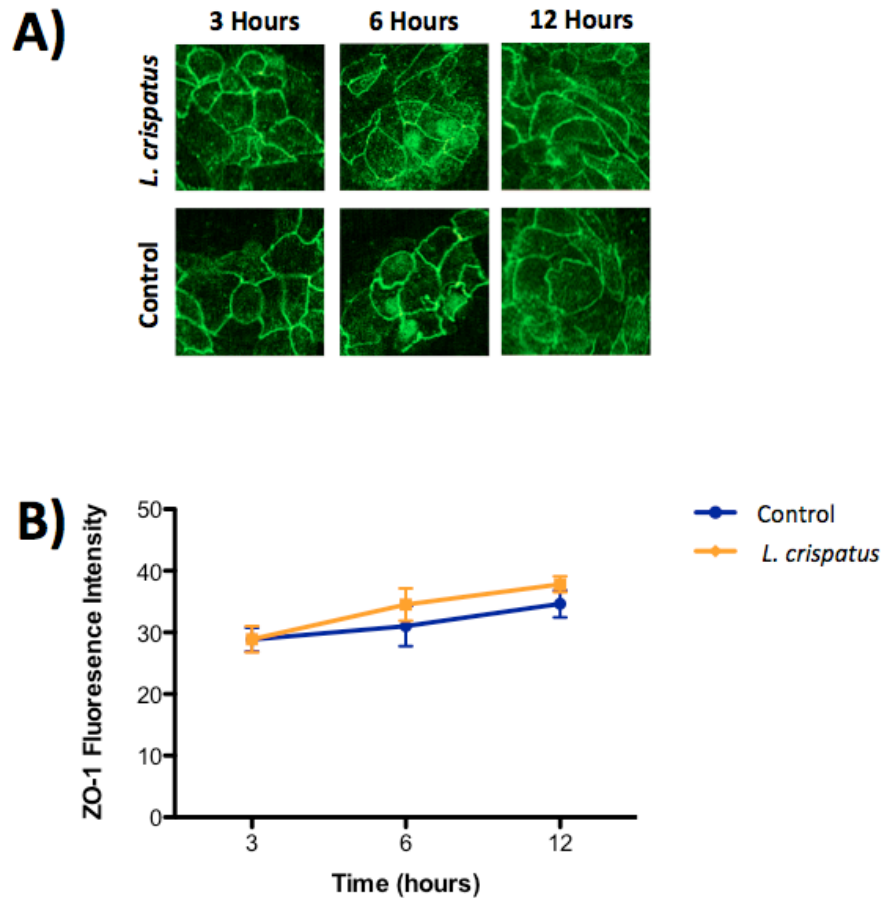 A)
3 Hours 6 Hours 12 Hours
L. crispatus
Control
B)
ZO-1 Fluoresence Intensity
50
40
30
20
10
0
3 6 12
Time (hours)
Control
L. crispatus